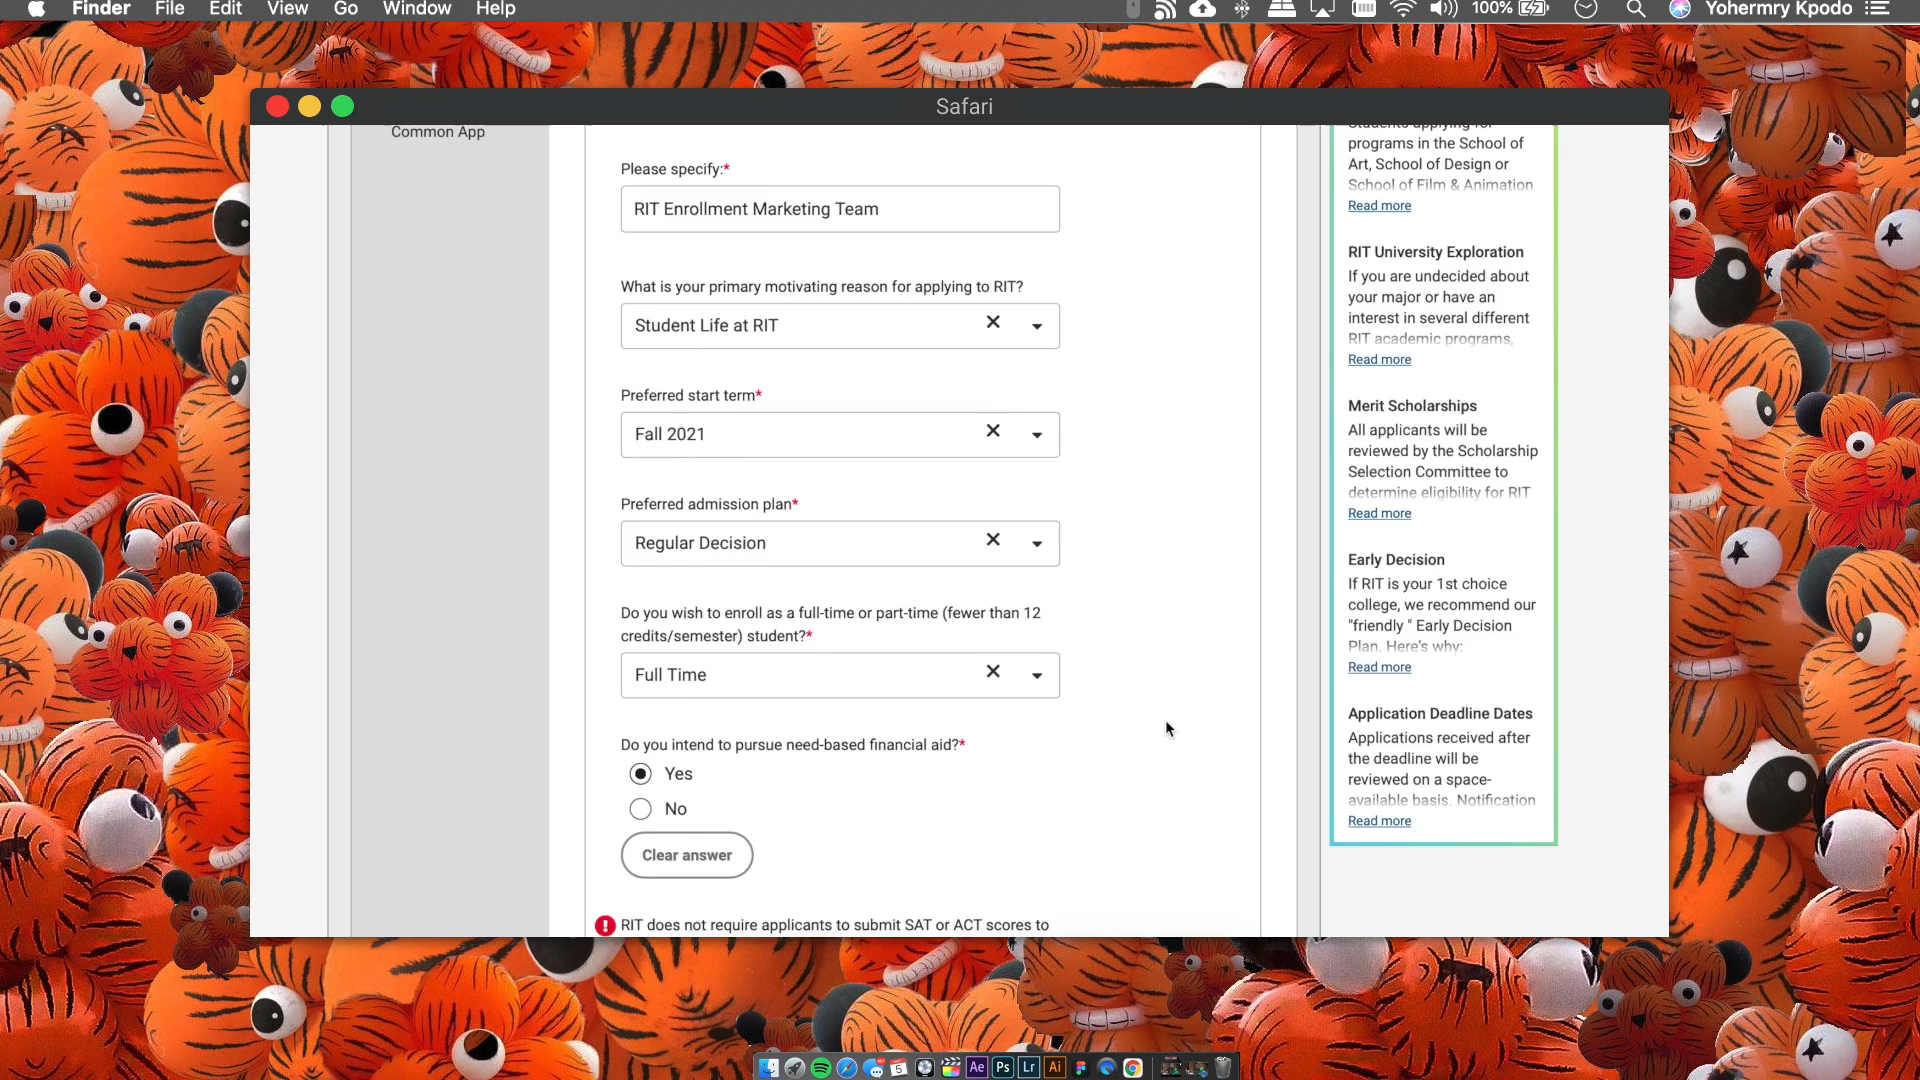 Finder File Edit View Go Window Help
100%
Yohermry Kpodo
Safari
Common App
Please specify:*
RIT Enrollment Marketing Team
What is your primary motivating reason for applying to RIT?
Student Life at RIT
Preferred start term*
Fall 2021
Preferred admission plan*
Regular Decision
Do you wish to enroll as a full-time or part-time (fewer than 12
credits/semester) student?*
Full Time
Do you intend to pursue need-based financial aid?*
Yes
No
Clear answer
RIT does not require applicants to submit SAT or ACT scores to
Students applying for
programs in the School of
Art, School of Design or
School of Film & Animation
Read more
RIT University Exploration
If you are undecided about
your major or have an
interest in several different
RIT academic programs,
Read more
Merit Scholarships
All applicants will be
reviewed by the Scholarship
Selection Committee to
determine eligibility for RIT
Read more
Early Decision
If RIT is your 1st choice
college, we recommend our
"friendly " Early Decision
Plan. Here's why:
Read more
Application Deadline Dates
Applications received after
the deadline will be
reviewed on a space-
available basis. Notification
Read more
5
Ae
Ps
Lr
Ai